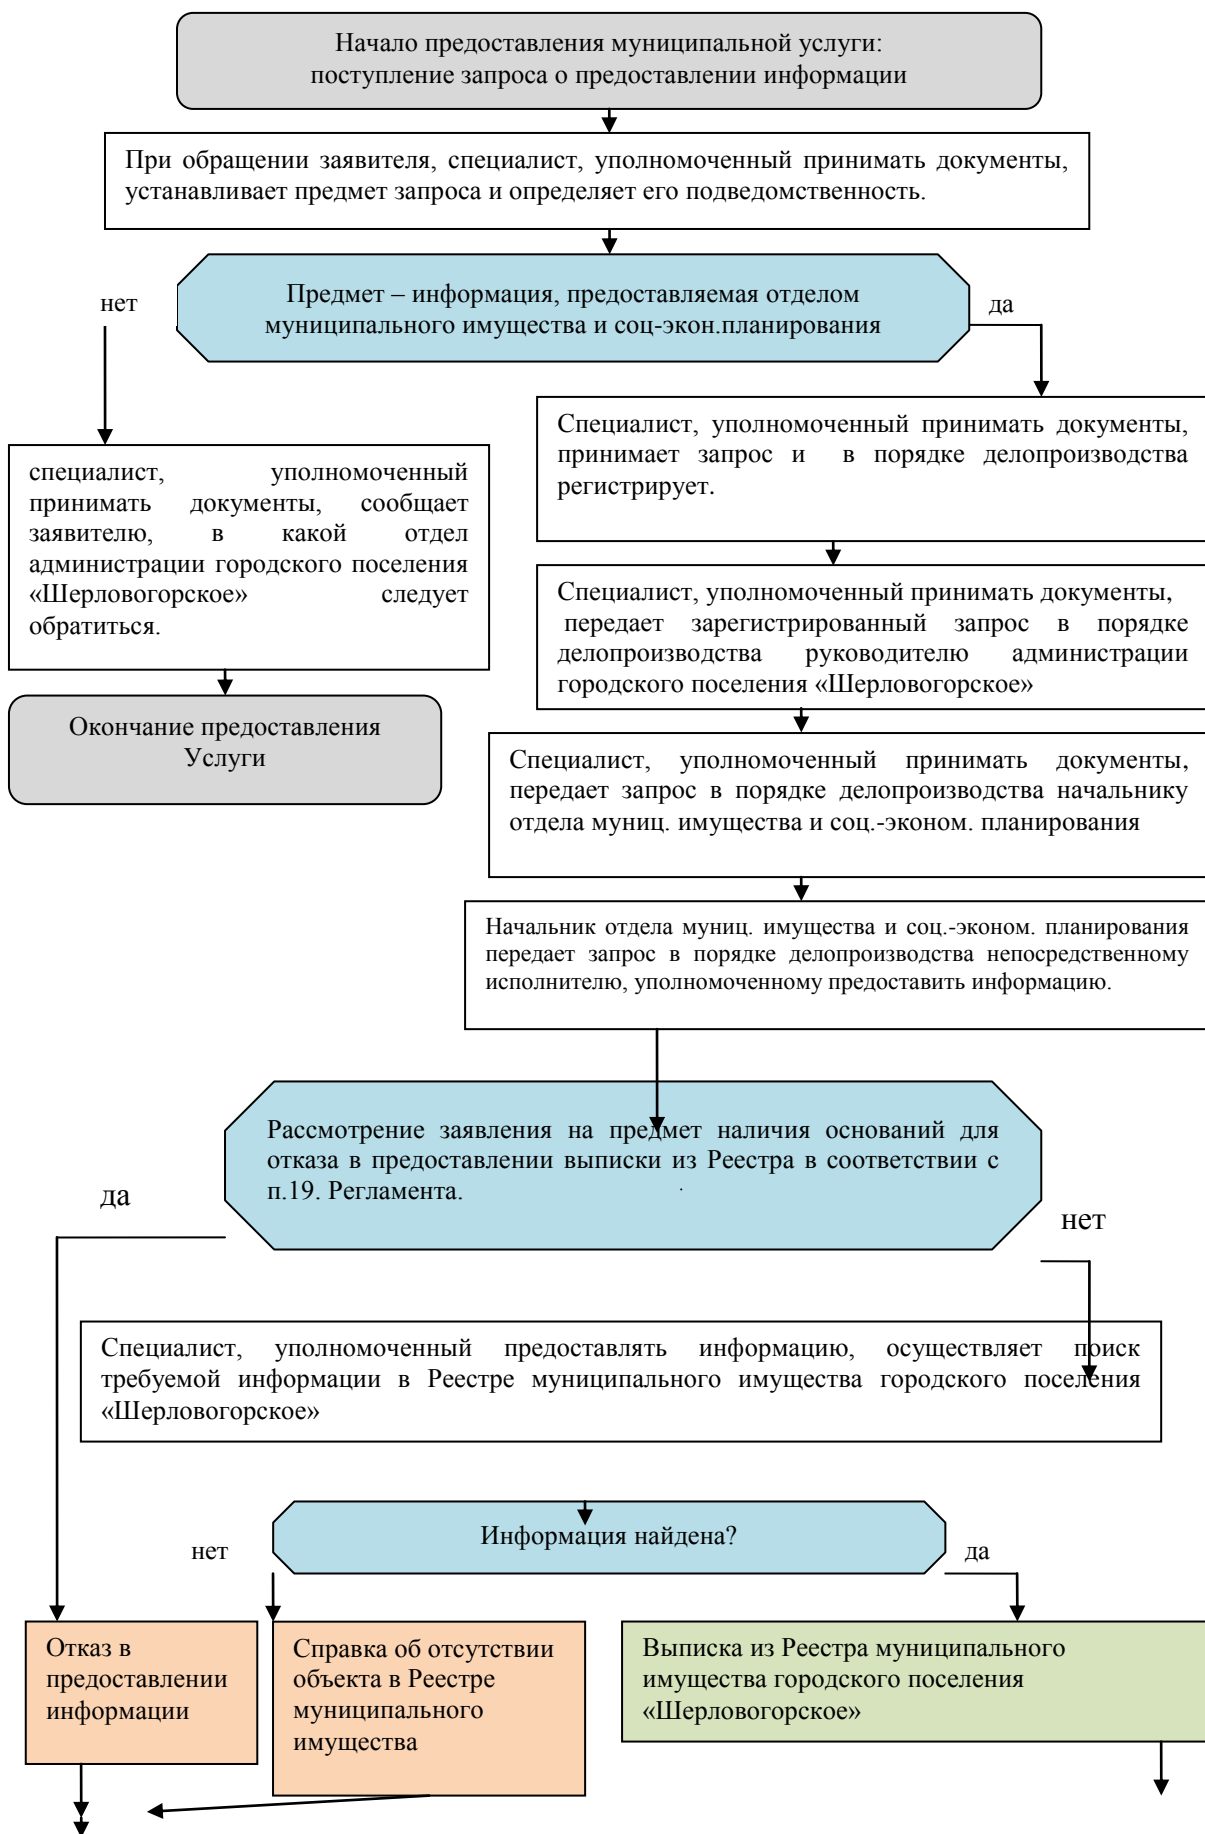 Начало предоставления муниципальной услуги:
поступление запроса о предоставлении информации
При обращении заявителя, специалист, уполномоченный принимать документы,
устанавливает предмет запроса и определяет его подведомственность.
нет
Предмет – информация, предоставляемая отделом
муниципального имущества и соц-экон.планирования
да
Специалист, уполномоченный принимать документы,
принимает запрос и в порядке делопроизводства
регистрирует.
специалист, уполномоченный
принимать документы, сообщает
заявителю, в какой отдел
администрации городского поселения
«Шерловогорское» следует
обратиться.
Специалист, уполномоченный принимать документы,
передает зарегистрированный запрос в порядке
делопроизводства руководителю администрации
городского поселения «Шерловогорское»
Окончание предоставления
Услуги
Специалист, уполномоченный принимать документы,
передает запрос в порядке делопроизводства начальнику
отдела муниц. имущества и соц.-эконом. планирования
Начальник отдела муниц. имущества и соц.-эконом. планирования
передает запрос в порядке делопроизводства непосредственному
исполнителю, уполномоченному предоставить информацию.
Рассмотрение заявления на предмет наличия оснований для
отказа в предоставлении выписки из Реестра в соответствии с
п.19. Регламента.
да
нет
Специалист, уполномоченный предоставлять информацию, осуществляет поиск
требуемой информации в Реестре муниципального имущества городского поселения
«Шерловогорское»
Информация найдена?
нет
да
Отказ в
предоставлении
информации
Справка об отсутствии
объекта в Реестре
муниципального
имущества
Выписка из Реестра муниципального
имущества городского поселения
«Шерловогорское»